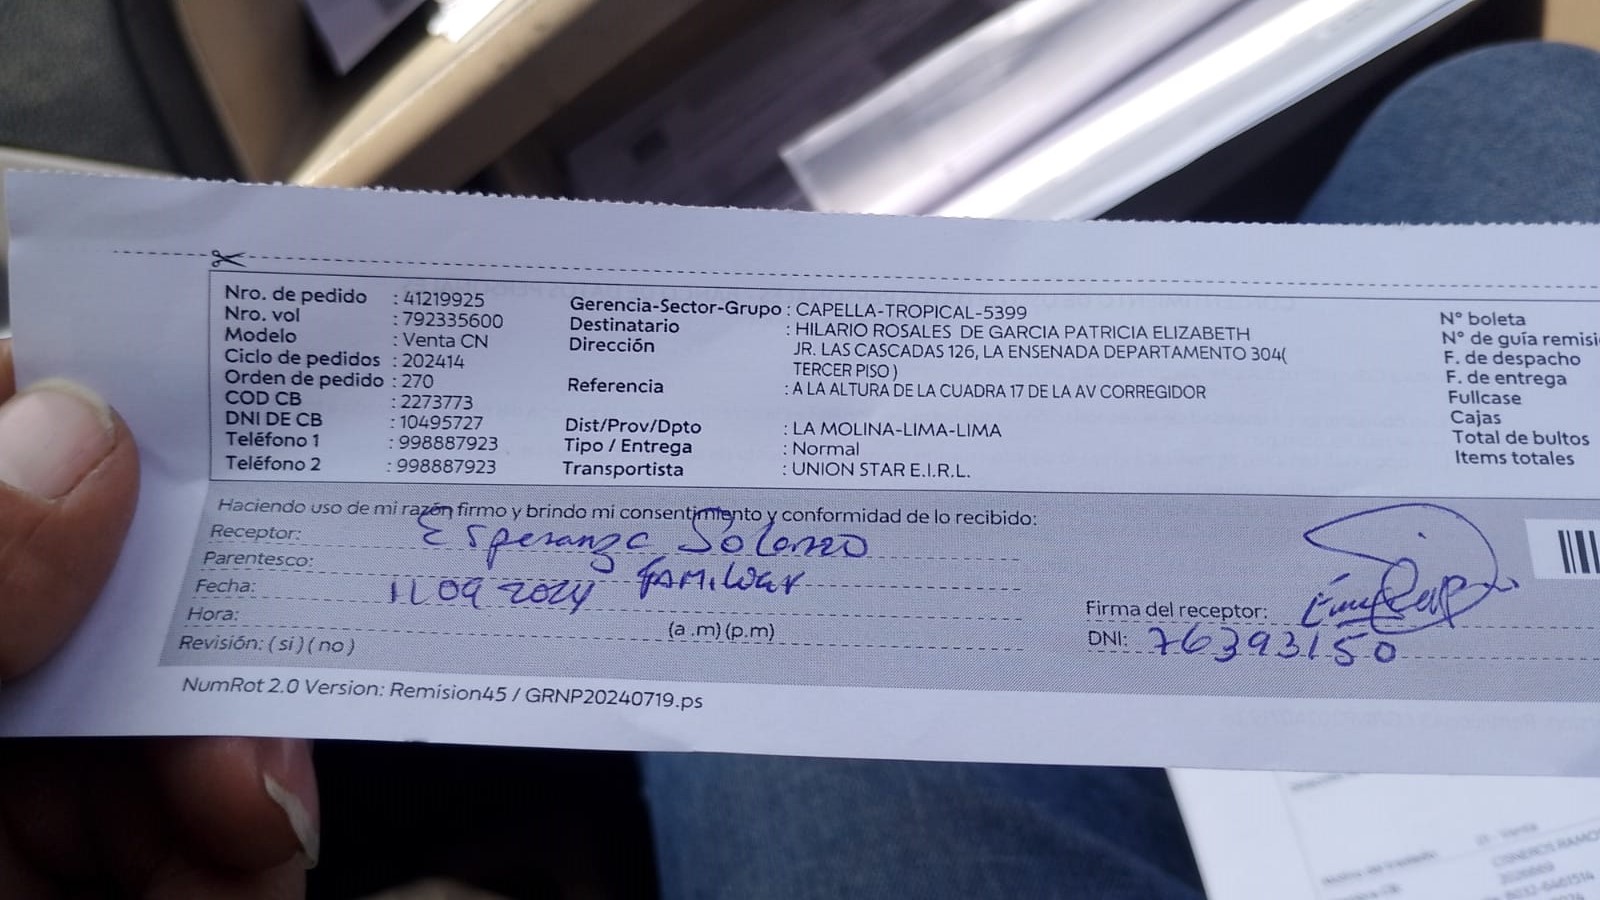 Nro. de pedido : 41219925
Nro. vol : 792335600
Modelo : Venta CN
Ciclo de pedidos : 202414
Orden de pedido : 270
COD CB : 2273773
DNI DE CB : 10495727
Teléfono 1 : 998887923
Teléfono 2 : 998887923
Gerencia-Sector-Grupo : CAPELLA-TROPICAL-5399
Destinatario : HILARIO ROSALES DE GARCIA PATRICIA ELIZABETH
Dirección JR. LAS CASCADAS 126, LA ENSENADA DEPARTAMENTO 304(
TERCER PISO )
Referencia : A LA ALTURA DE LA CUADRA 17 DE LA AV CORREGIDOR
Dist/Prov/Dpto : LA MOLINA-LIMA-LIMA
Tipo / Entrega : Normal
Transportista : UNION STAR E.I.R.L.
N° boleta
N° de guía remisi
F. de despacho
F. de entrega
Fullcase
Cajas
Total de bultos
Items totales
Haciendo uso de mi razón firmo y brindo mi consentimiento y conformidad de lo recibido:
Receptor: Esperanza
Parentesco: FAMiliar
Fecha: 11 09 2024
Hora: (a .m) (p.m)
Revisión: ( si ) ( no )
Firma del receptor:
DNI: 76393150
NumRot 2.0 Version: Remision45 / GRNP20240719.ps